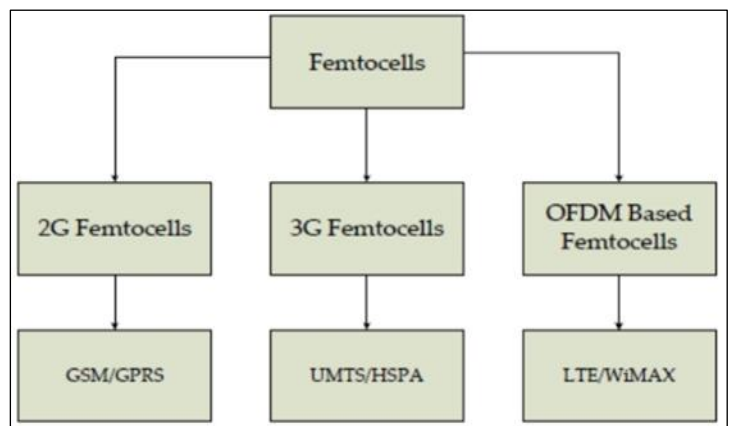 Femtocells
2G Femtocells
3G Femtocells
OFDM Based
Femtocells
GSM/GPRS
UMTS/HSPA
LTE/WiMAX